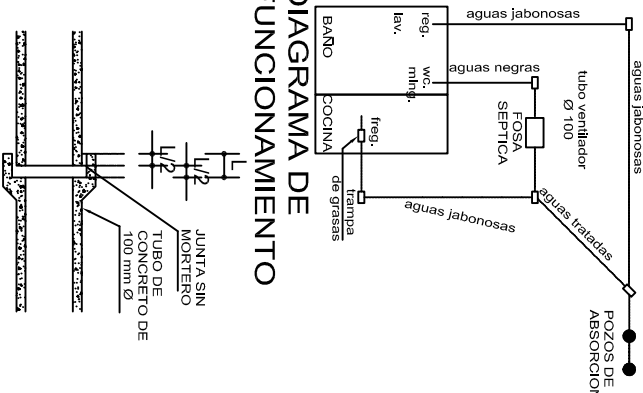 aguas jabonosas
aguas jabonosas
reg.
lav.
BAÑO
wc.
ming.
aguas negras
tubo ventilador
Ø 100
FOSA
SEPTICA
COCINA
freg.
trampa
de grasas
aguas jabonosas
aguas tratadas
POZOS DE
ABSORCION
DIAGRAMA DE
FUNCIONAMIENTO
L
L/2
L/2
JUNTA SIN
MORTERO
TUBO DE
CONCRETO DE
100 mm Ø